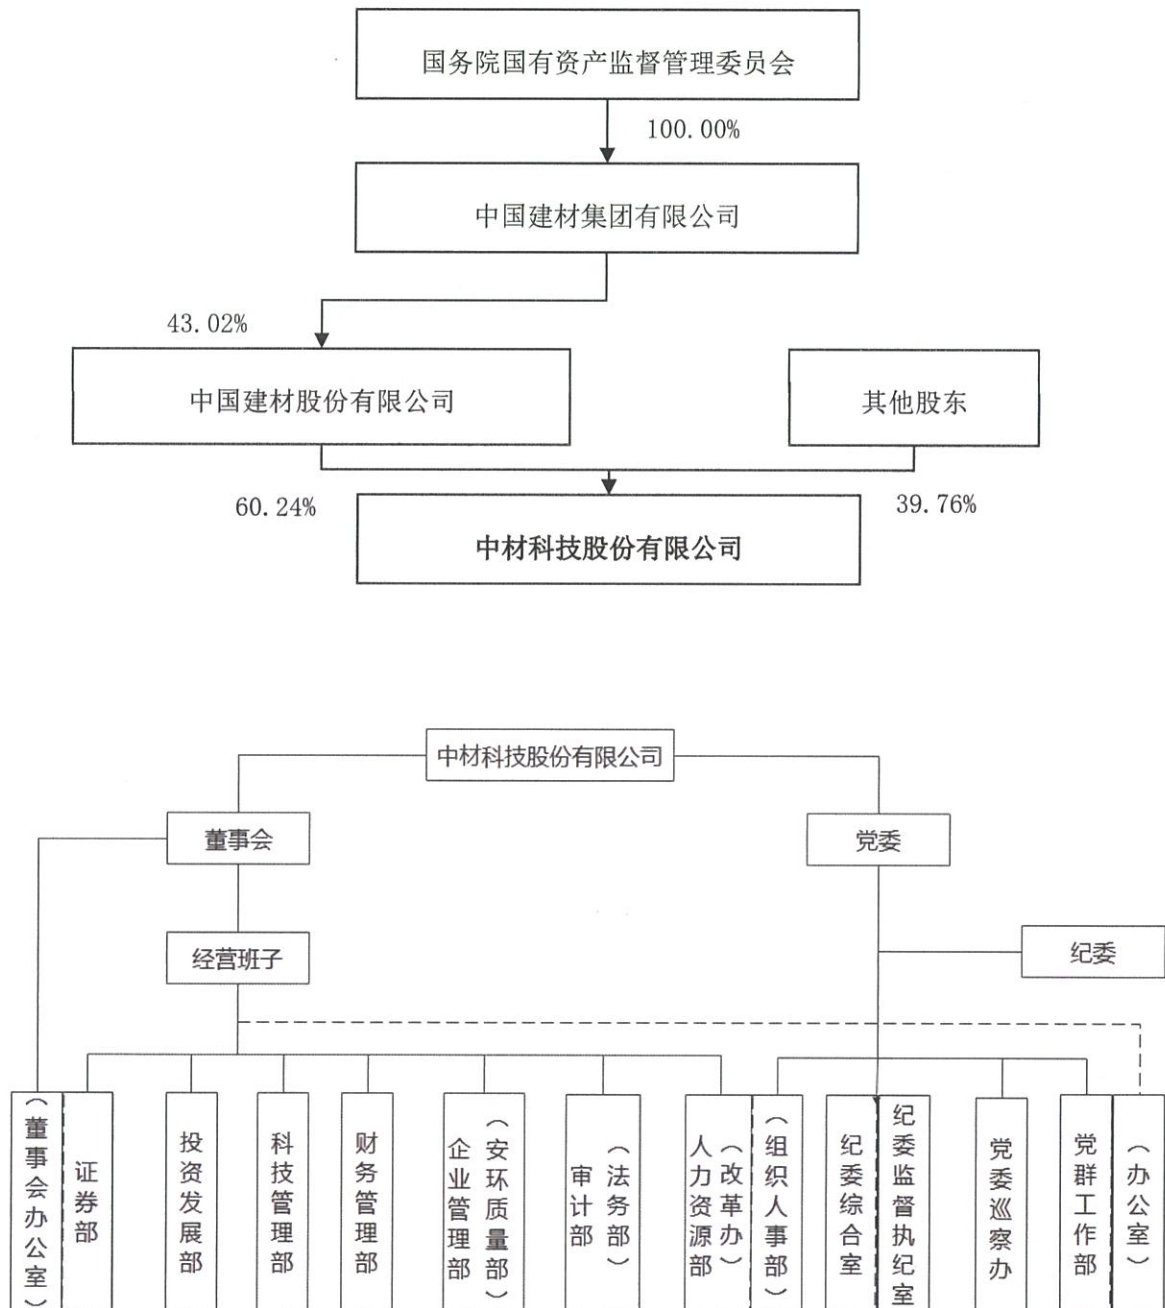 国务院国有资产监督管理委员会
100.00%
中国建材集团有限公司
43.02%
中国建材股份有限公司
其他股东
60.24%
39.76%
中材科技股份有限公司
中材科技股份有限公司
董事会
党委
经营班子
纪委
（董事会办公室）
证券部
投资发展部
科技管理部
财务管理部
企业管理部
（安环质量部）
审计部
（法务部）
人力资源部
（改革办）
（组织人事部）
纪委综合室
纪委监督执纪室
党委巡察办
党群工作部
（办公室）